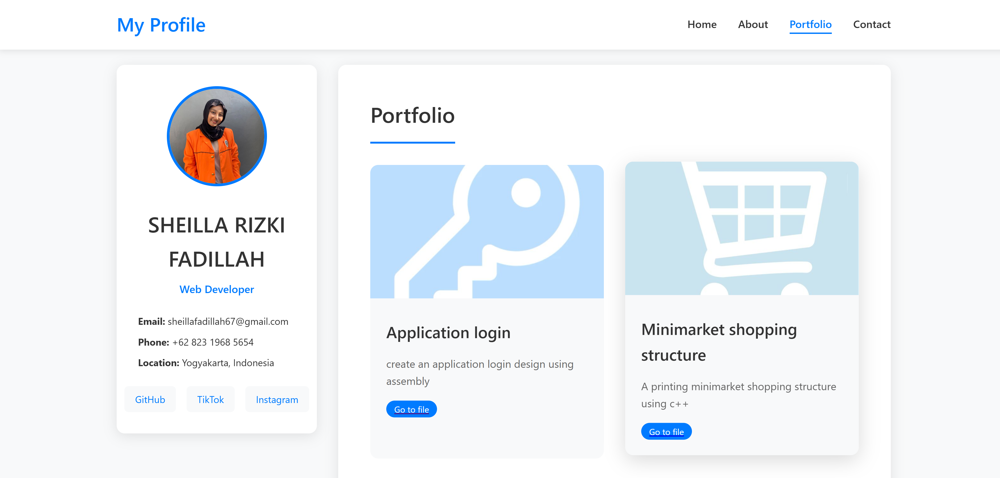 My Profile
Home About Portfolio Contact
SHEILLA RIZKI
FADILLAH
Web Developer
Email: sheillafadillah67@gmail.com
Phone: +62 823 1968 5654
Location: Yogyakarta, Indonesia
GitHub TikTok Instagram
Portfolio
Application login
create an application login design using
assembly
Go to file
Minimarket shopping
structure
A printing minimarket shopping structure
using c++
Go to file